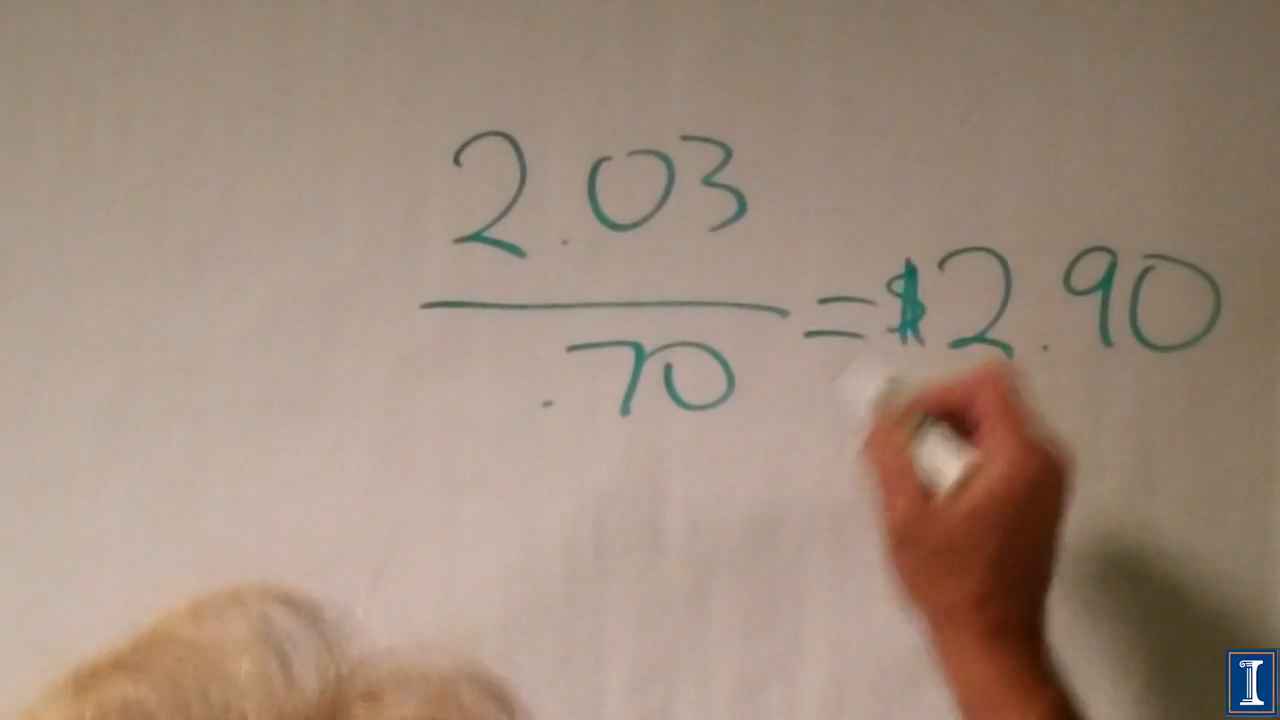 2.03
.70
= $2.90
I